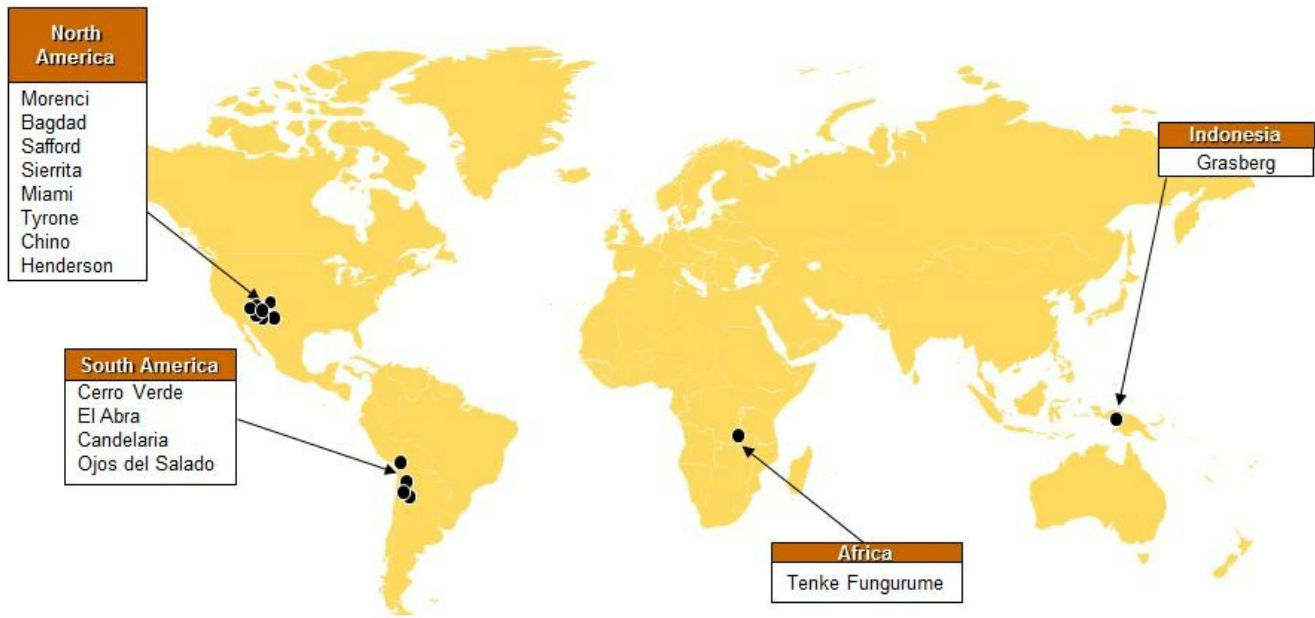 North
America
Morenci
Bagdad
Safford
Sierrita
Miami
Tyrone
Chino
Henderson
South America
Cerro Verde
El Abra
Candelaria
Ojos del Salado
Indonesia
Grasberg
Africa
Tenke Fungurume